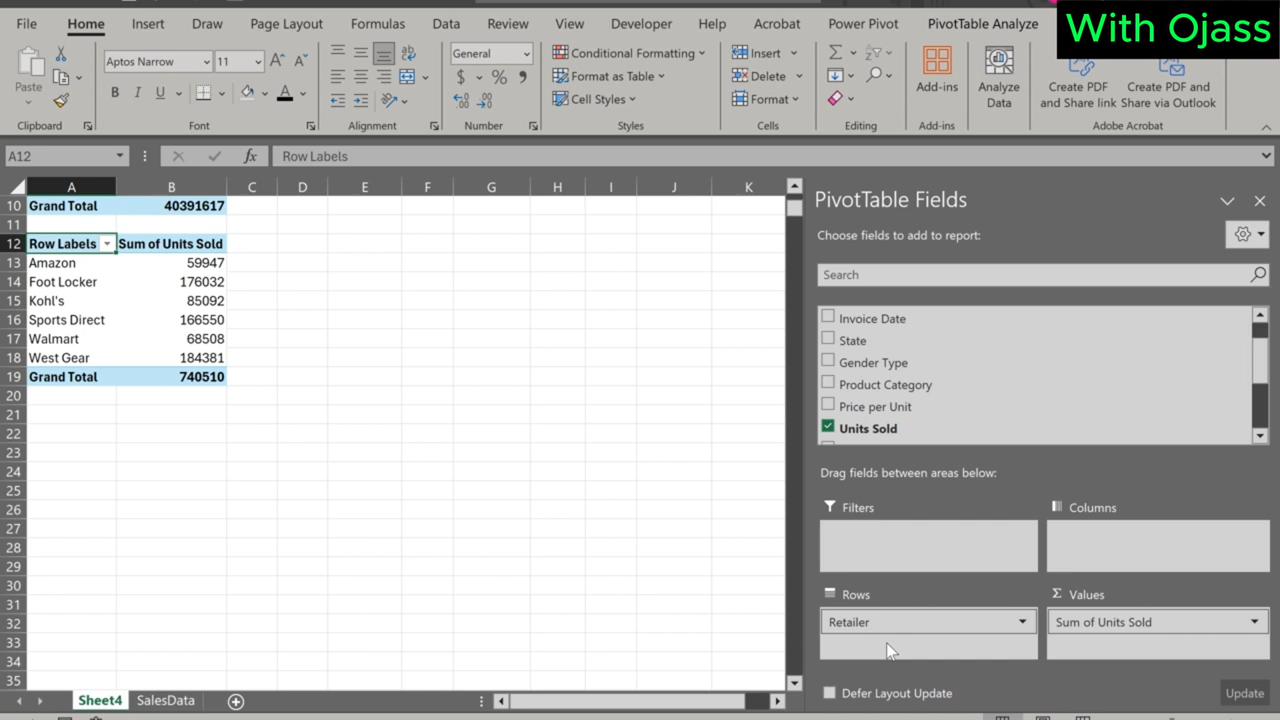 With Ojass
File Home Insert Draw Page Layout Formulas Data Review View Developer Help Acrobat Power Pivot PivotTable Analyze
Paste
Clipboard
Aptos Narrow 11
B I U
Font
Alignment
General
$ % 
Number
Conditional Formatting
Format as Table
Cell Styles
Styles
Insert
Delete
Format
Cells
Editing
Add-ins
Add-ins
Analyze
Data
Create PDF
and Share link
Create PDF and
Share via Outlook
Adobe Acrobat
A12 fx Row Labels
A B C D E F G H I J K
10 Grand Total 40391617
11
12 Row Labels Sum of Units Sold
13 Amazon 59947
14 Foot Locker 176032
15 Kohl's 85092
16 Sports Direct 166550
17 Walmart 68508
18 West Gear 184381
19 Grand Total 740510
20
21
22
23
24
25
26
27
28
29
30
31
32
33
34
35
Sheet4 SalesData
PivotTable Fields
Choose fields to add to report:
Search
Invoice Date
State
Gender Type
Product Category
Price per Unit
Units Sold
Drag fields between areas below:
Filters
Columns
Rows
Σ Values
Retailer
Sum of Units Sold
Defer Layout Update
Update